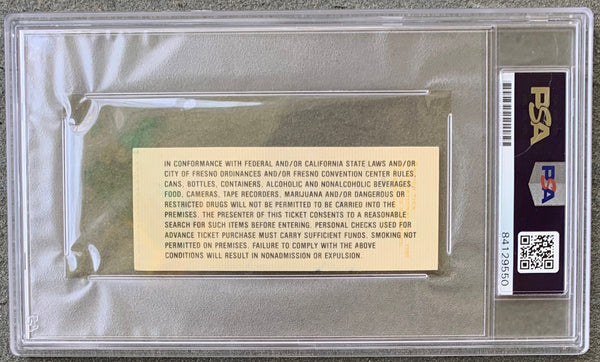 IN CONFORMANCE WITH FEDERAL AND/OR CALIFORNIA STATE LAWS AND/OR
CITY OF FRESNO ORDINANCES AND/OR FRESNO CONVENTION CENTER RULES,
CANS, BOTTLES, CONTAINERS, ALCOHOLIC AND NONALCOHOLIC BEVERAGES,
FOOD, CAMERAS, TAPE RECORDERS, MARIJUANA AND/OR DANGEROUS OR
RESTRICTED DRUGS WILL NOT BE PERMITTED TO BE CARRIED INTO THE
PREMISES. THE PRESENTER OF THIS TICKET CONSENTS TO A REASONABLE
SEARCH FOR SUCH ITEMS BEFORE ENTERING. PERSONAL CHECKS USED FOR
ADVANCE TICKET PURCHASE MUST CARRY SUFFICIENT FUNDS. SMOKING NOT
PERMITTED ON PREMISES. FAILURE TO COMPLY WITH THE ABOVE
CONDITIONS WILL RESULT IN NONADMISSION OR EXPULSION.
PSA
PSA
84129550